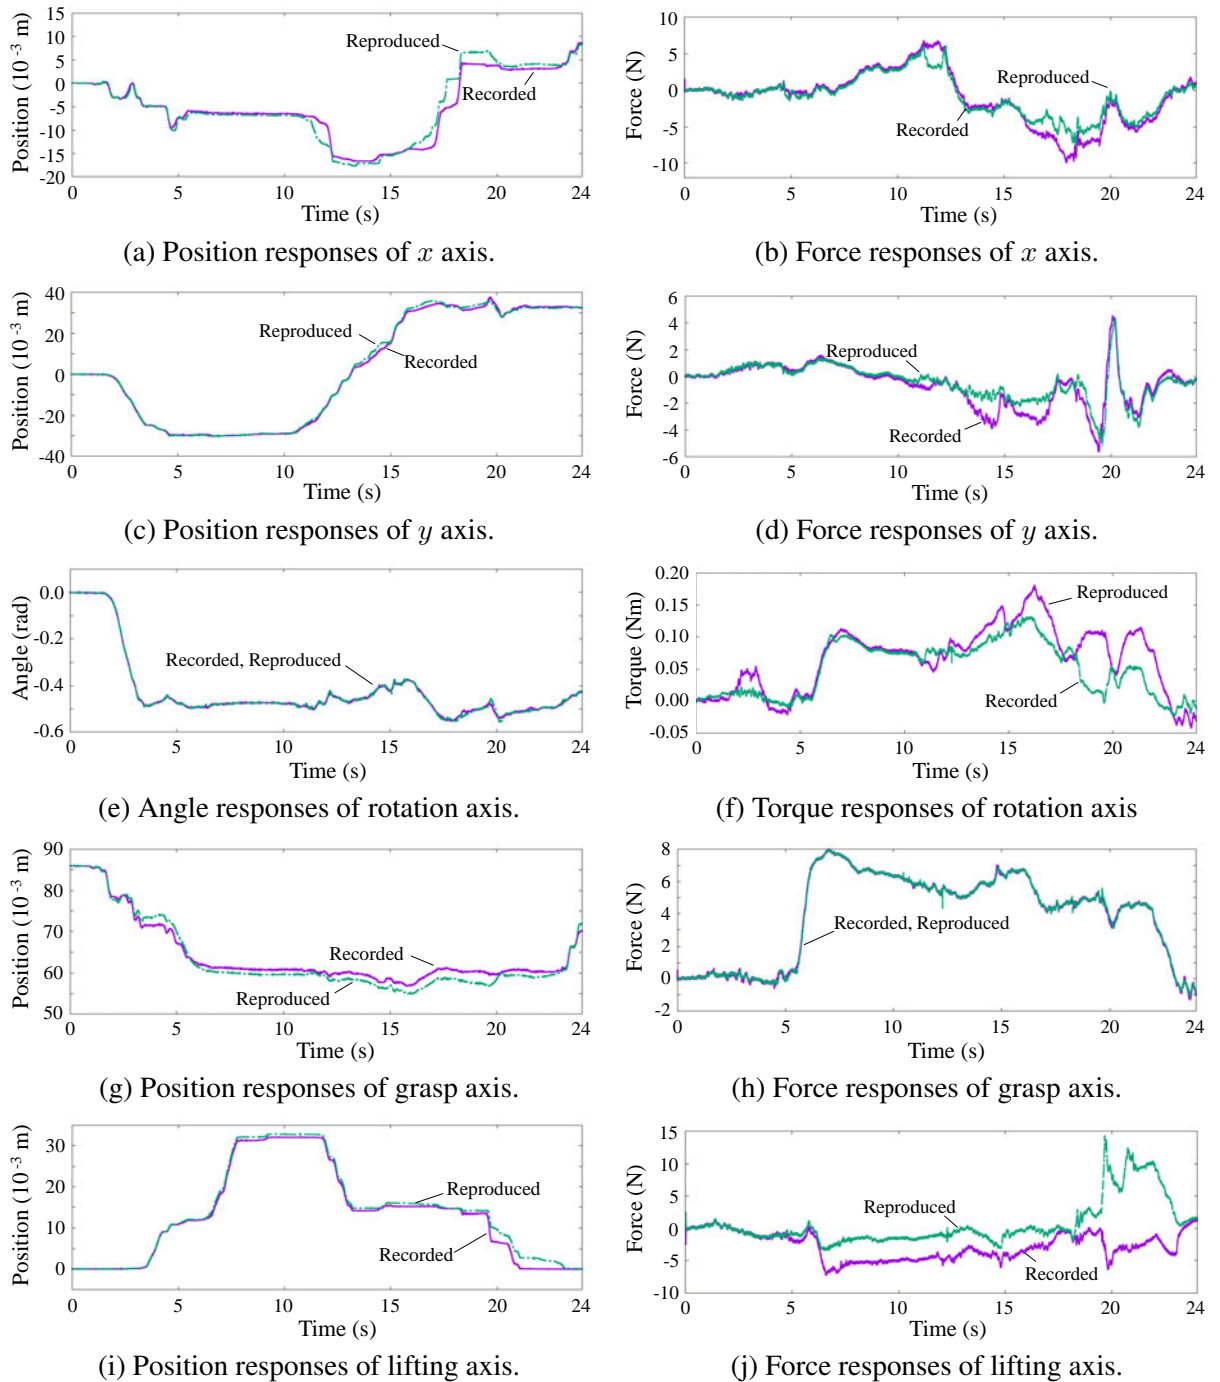 15
10
5
0
-5
-10
-15
-20
Position (10⁻³ m)
Reproduced
Recorded
0 5 10 15 20 24
Time (s)
(a) Position responses of x axis.
10
5
0
-5
-10
Force (N)
Reproduced
Recorded
0 5 10 15 20 24
Time (s)
(b) Force responses of x axis.
40
20
0
-20
-40
Position (10⁻³ m)
Reproduced
Recorded
0 5 10 15 20 24
Time (s)
(c) Position responses of y axis.
6
4
2
0
-2
-4
-6
Force (N)
Reproduced
Recorded
0 5 10 15 20 24
Time (s)
(d) Force responses of y axis.
0.0
-0.2
-0.4
-0.6
Angle (rad)
Recorded, Reproduced
0 5 10 15 20 24
Time (s)
(e) Angle responses of rotation axis.
0.20
0.15
0.10
0.05
0.00
-0.05
Torque (Nm)
Reproduced
Recorded
0 5 10 15 20 24
Time (s)
(f) Torque responses of rotation axis
90
80
70
60
50
Position (10⁻³ m)
Recorded
Reproduced
0 5 10 15 20 24
Time (s)
(g) Position responses of grasp axis.
8
6
4
2
0
-2
Force (N)
Recorded, Reproduced
0 5 10 15 20 24
Time (s)
(h) Force responses of grasp axis.
30
20
10
0
Position (10⁻³ m)
Reproduced
Recorded
0 5 10 15 20 24
Time (s)
(i) Position responses of lifting axis.
15
10
5
0
-5
-10
Force (N)
Reproduced
Recorded
0 5 10 15 20 24
Time (s)
(j) Force responses of lifting axis.